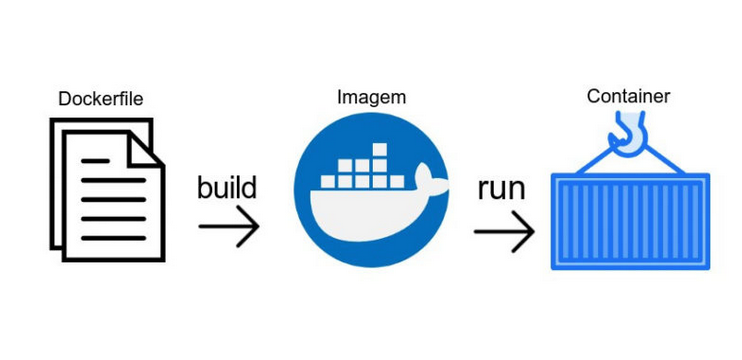 Dockerfile
Imagem
Container
build
run